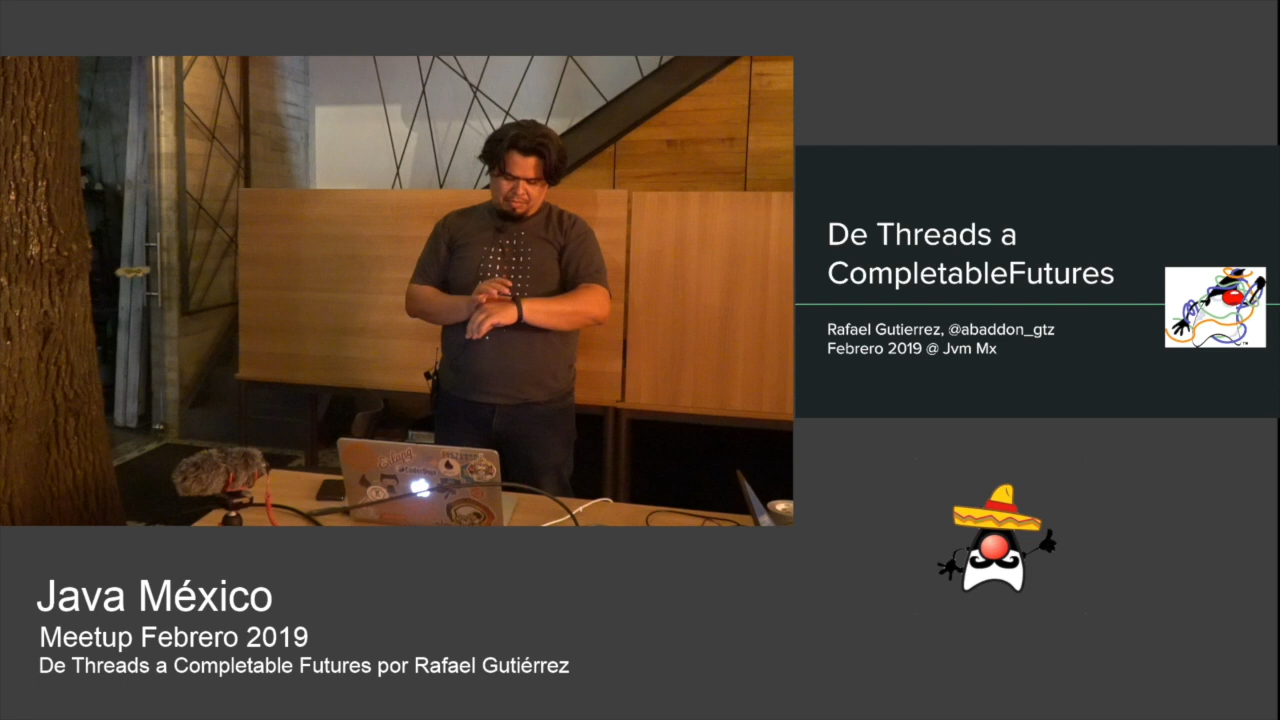 De Threads a
CompletableFutures
Rafael Gutierrez, @abaddon_gtz
Febrero 2019 @ Jvm Mx
Java México
Meetup Febrero 2019
De Threads a Completable Futures por Rafael Gutiérrez